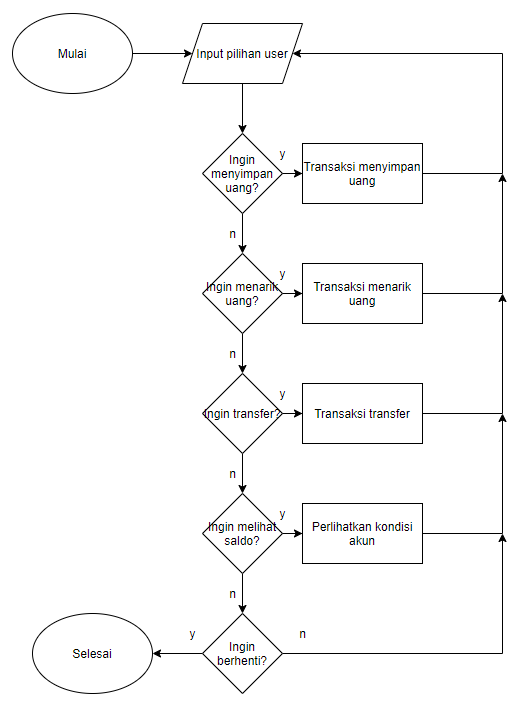 Mulai
Input pilihan user
Ingin
menyimpan
uang?
y
Transaksi menyimpan
uang
n
Ingin menarik
uang?
y
Transaksi menarik
uang
n
Ingin transfer?
y
Transaksi transfer
n
Ingin melihat
saldo?
y
Perlihatkan kondisi
akun
n
Ingin
berhenti?
y
n
Selesai